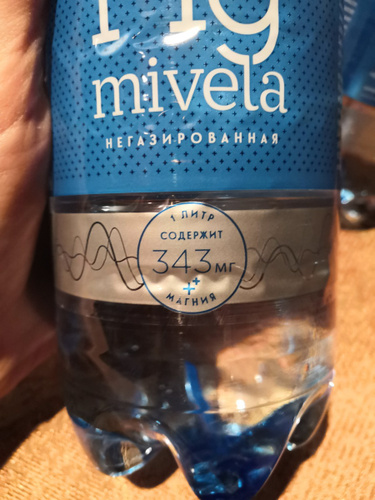 Mg
mivela
НЕГАЗИРОВАННАЯ
1 ЛИТР
СОДЕРЖИТ
343 МГ
++
МАГНИЯ